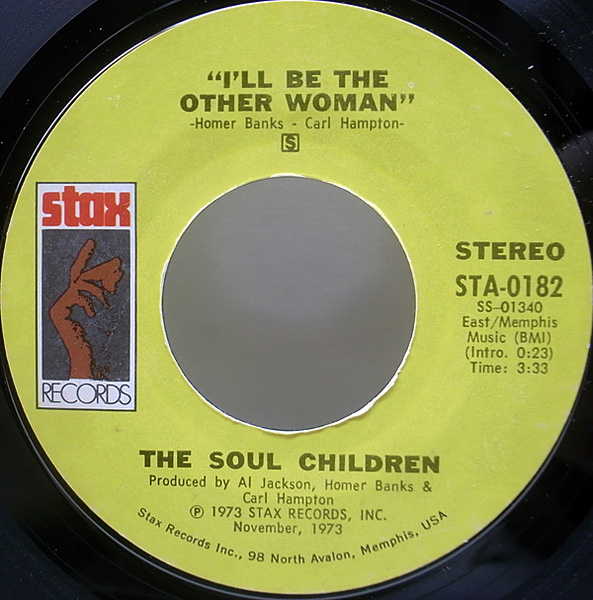 "I'LL BE THE
OTHER WOMAN"
-Homer Banks - Carl Hampton-
S
stax
RECORDS
STEREO
STA-0182
SS-01340
East/Memphis
Music (BMI)
(Intro. 0:23)
Time: 3:33
THE SOUL CHILDREN
Produced by Al Jackson, Homer Banks &
Carl Hampton
℗ 1973 STAX RECORDS, INC.
November, 1973
Stax Records Inc., 98 North Avalon, Memphis, USA